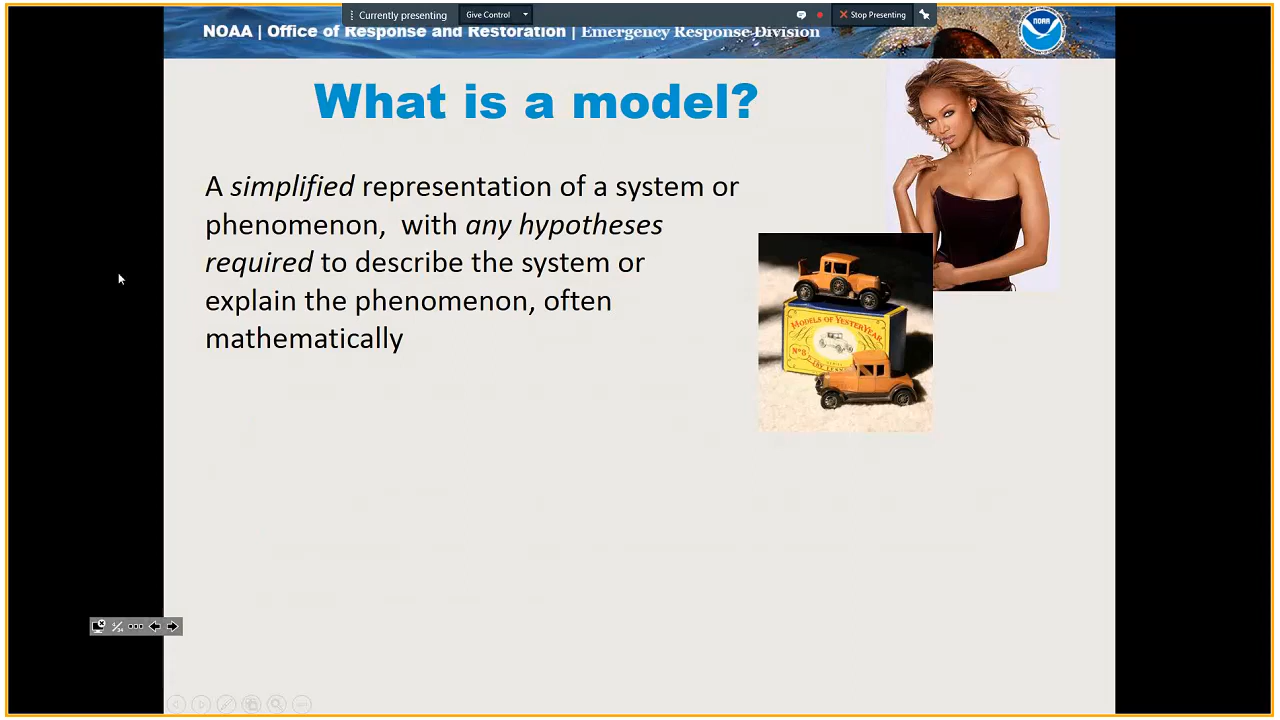 Currently presenting
Give Control
Stop Presenting
NOAA | Office of Response and Restoration | Emergency Response Division
NOAA
What is a model?
A simplified representation of a system or
phenomenon,  with any hypotheses
required to describe the system or
explain the phenomenon, often
mathematically
MODELS OF YESTERYEAR
Nº8